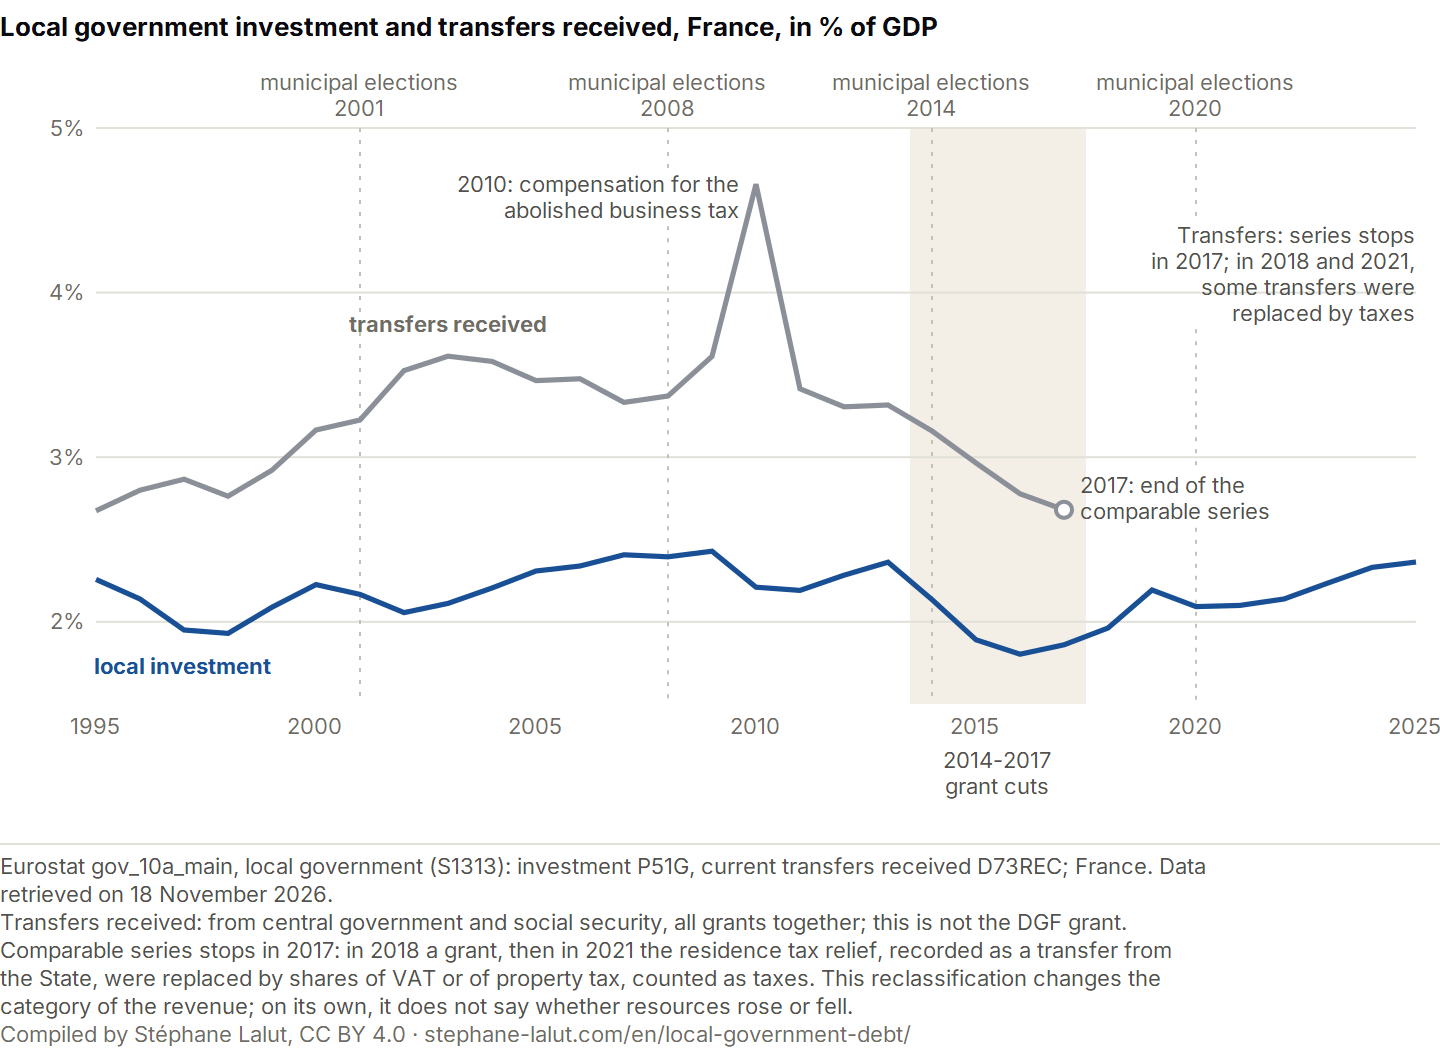 Local government investment and transfers received, France, in % of GDP
municipal elections
2001
municipal elections
2008
municipal elections
2014
municipal elections
2020
5%
4%
3%
2%
2010: compensation for the
abolished business tax
Transfers: series stops
in 2017; in 2018 and 2021,
some transfers were
replaced by taxes
transfers received
2017: end of the
comparable series
local investment
1995
2000
2005
2010
2015
2020
2025
2014-2017
grant cuts
Eurostat gov_10a_main, local government (S1313): investment P51G, current transfers received D73REC; France. Data
retrieved on 18 November 2026.
Transfers received: from central government and social security, all grants together; this is not the DGF grant.
Comparable series stops in 2017: in 2018 a grant, then in 2021 the residence tax relief, recorded as a transfer from
the State, were replaced by shares of VAT or of property tax, counted as taxes. This reclassification changes the
category of the revenue; on its own, it does not say whether resources rose or fell.
Compiled by Stéphane Lalut, CC BY 4.0 · stephane-lalut.com/en/local-government-debt/